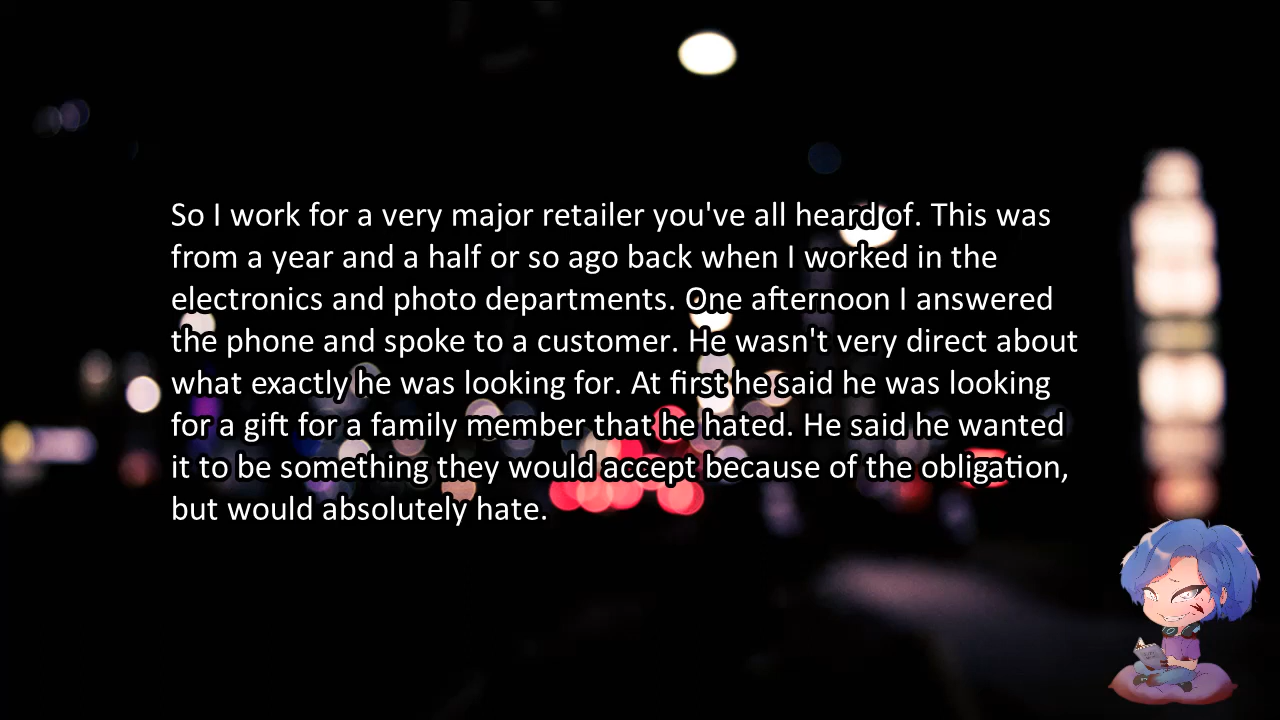 So I work for a very major retailer you've all heard of. This was
from a year and a half or so ago back when I worked in the
electronics and photo departments. One afternoon I answered
the phone and spoke to a customer. He wasn't very direct about
what exactly he was looking for. At first he said he was looking
for a gift for a family member that he hated. He said he wanted
it to be something they would accept because of the obligation,
but would absolutely hate.